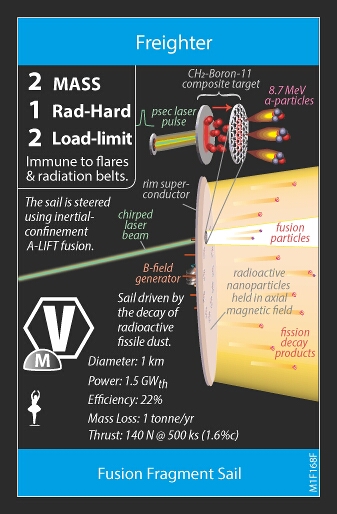 Freighter
2 MASS
1 Rad-Hard
2 Load-limit
Immune to flares
& radiation belts.
CH₂-Boron-11
composite target
8.7 MeV
α-particles
psec laser
pulse
The sail is steered
using inertial-
confinement
A-LIFT fusion.
rim super-
conductor
chirped
laser
beam
fusion
particles
B-field
generator
radioactive
nanoparticles
held in axial
magnetic field
Sail driven by
the decay of
radioactive
fissile dust.
fission
decay
products
V
M
Diameter: 1 km
Power: 1.5 GWth
Efficiency: 22%
Mass Loss: 1 tonne/yr
Thrust: 140 N @ 500 ks (1.6%c)
Fusion Fragment Sail
M1F168F